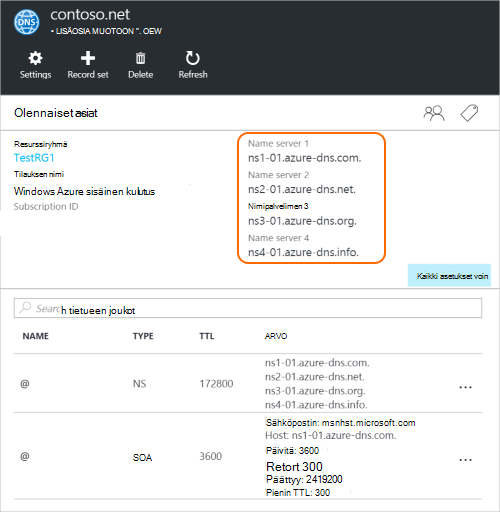 DNS
contoso.net
• LISÄOSIA MUOTOON ". OEW
Settings
Record set
Delete
Refresh
Olennaiset asiat
Resurssiryhmä
TestRG1
Tilauksen nimi
Windows Azure sisäinen kulutus
Subscription ID
Name server 1
ns1-01.azure-dns.com.
Name server 2
ns2-01.azure-dns.net.
Nimipalvelimen 3
ns3-01.azure-dns.org.
Name server 4
ns4-01.azure-dns.info.
Kaikki asetukset voin
Search tietueen joukot
NAME TYPE TTL ARVO
@ NS 172800
ns1-01.azure-dns.com.
ns2-01.azure-dns.net.
ns3-01.azure-dns.org.
ns4-01.azure-dns.info.
...
@ SOA 3600
Sähköpostin: msnhst.microsoft.com
Host: ns1-01.azure-dns.com.
Päivitä: 3600
Retort 300
Päättyy: 2419200
Pienin TTL: 300
...